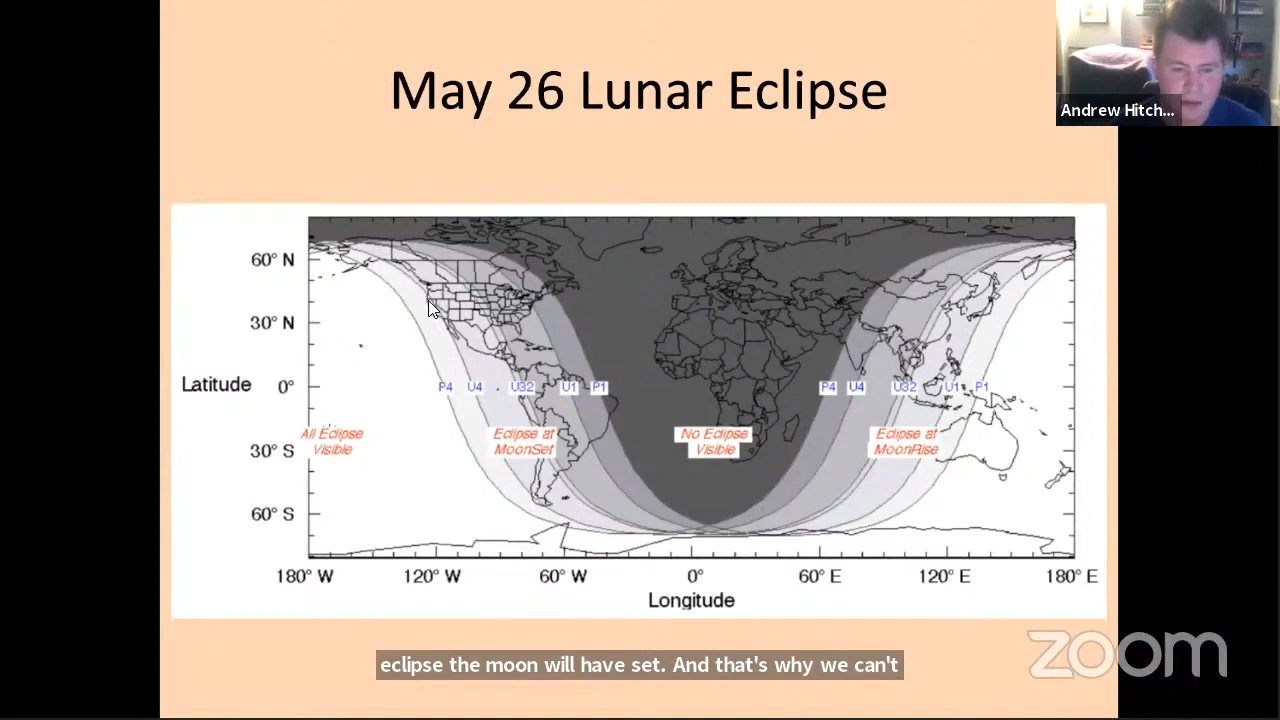 May 26 Lunar Eclipse
Andrew Hitch...
60° N
30° N
Latitude 0°
30° S
60° S
P4 U4 U32 U1 P1 P4 U4 U32 U1 P1
All Eclipse
Visible
Eclipse at
MoonSet
No Eclipse
Visible
Eclipse at
MoonRise
180° W 120° W 60° W 0° 60° E 120° E 180° E
Longitude
zoom
eclipse the moon will have set. And that's why we can't